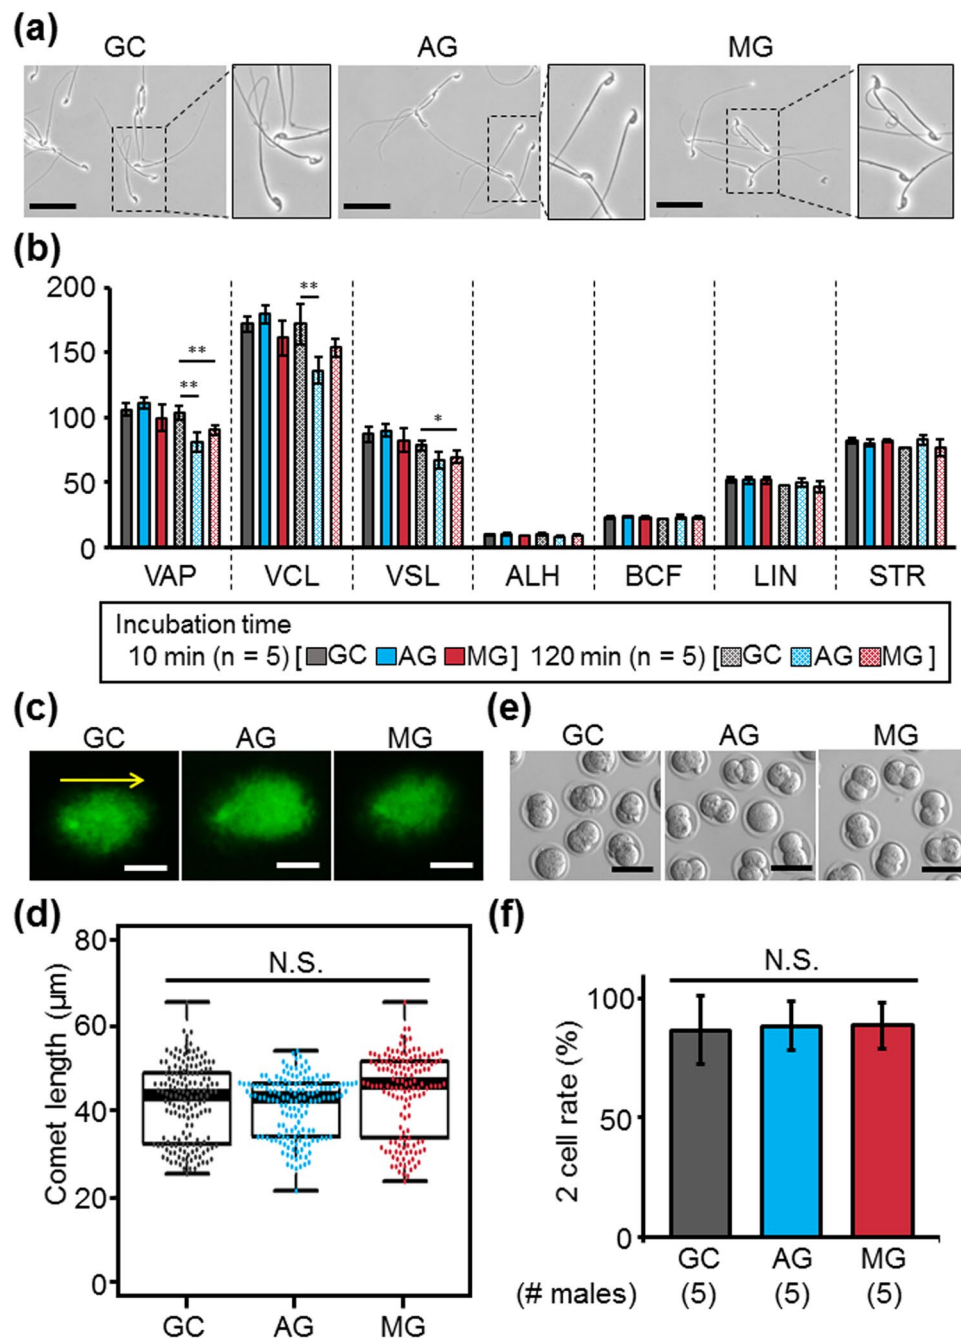 (a)
GC AG MG
(b)
200
150
100
50
0
** ** ** *
VAP VCL VSL ALH BCF LIN STR
Incubation time
10 min (n = 5) [ GC AG MG] 120 min (n = 5) [ GC AG MG ]
(c)
GC AG MG
(e)
GC AG MG
(d)
Comet length (μm)
80
60
40
20
0
N.S.
GC AG MG
(f)
2 cell rate (%)
100
50
0
N.S.
GC AG MG
(# males) (5) (5) (5)